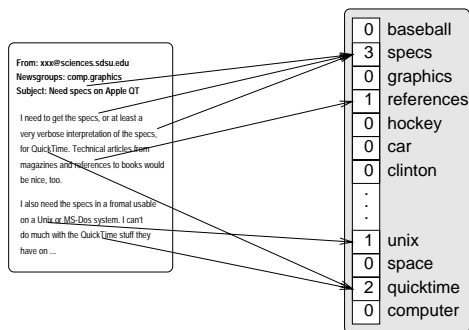 From: xxx@sciences.sdsu.edu
Newsgroups: comp.graphics
Subject: Need specs on Apple QT
I need to get the specs, or at least a
very verbose interpretation of the specs,
for QuickTime. Technical articles from
magazines and references to books would
be nice, too.
I also need the specs in a fromat usable
on a Unix or MS-Dos system. I can't
do much with the QuickTime stuff they
have on ...
0 baseball
3 specs
0 graphics
1 references
0 hockey
0 car
0 clinton
.
.
.
1 unix
0 space
2 quicktime
0 computer